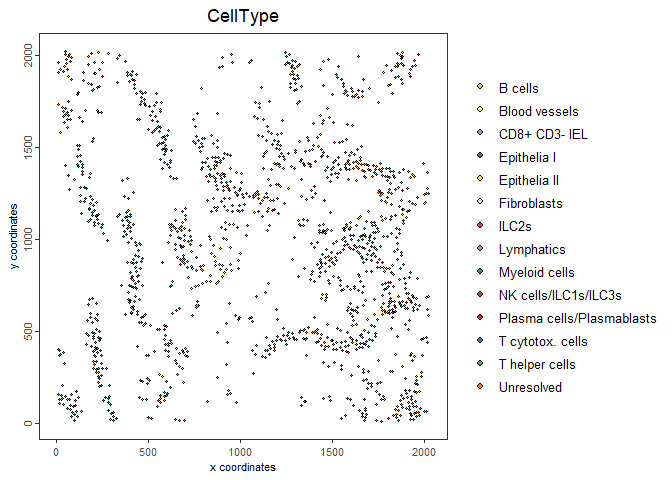 CellType
2000
1500
1000
500
0
y coordinates
0
500
1000
1500
2000
x coordinates
B cells
Blood vessels
CD8+ CD3- IEL
Epithelia I
Epithelia II
Fibroblasts
ILC2s
Lymphatics
Myeloid cells
NK cells/ILC1s/ILC3s
Plasma cells/Plasmablasts
T cytotox. cells
T helper cells
Unresolved